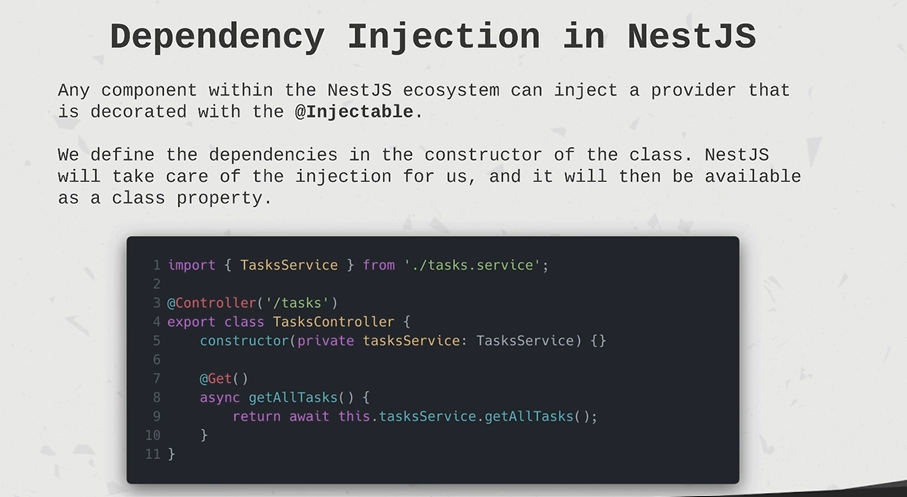 Dependency Injection in NestJS
Any component within the NestJS ecosystem can inject a provider that
is decorated with the @Injectable.
We define the dependencies in the constructor of the class. NestJS
will take care of the injection for us, and it will then be available
as a class property.
1 import { TasksService } from './tasks.service';
2
3 @Controller('/tasks')
4 export class TasksController {
5     constructor(private tasksService: TasksService) {}
6
7     @Get()
8     async getAllTasks() {
9         return await this.tasksService.getAllTasks();
10     }
11 }